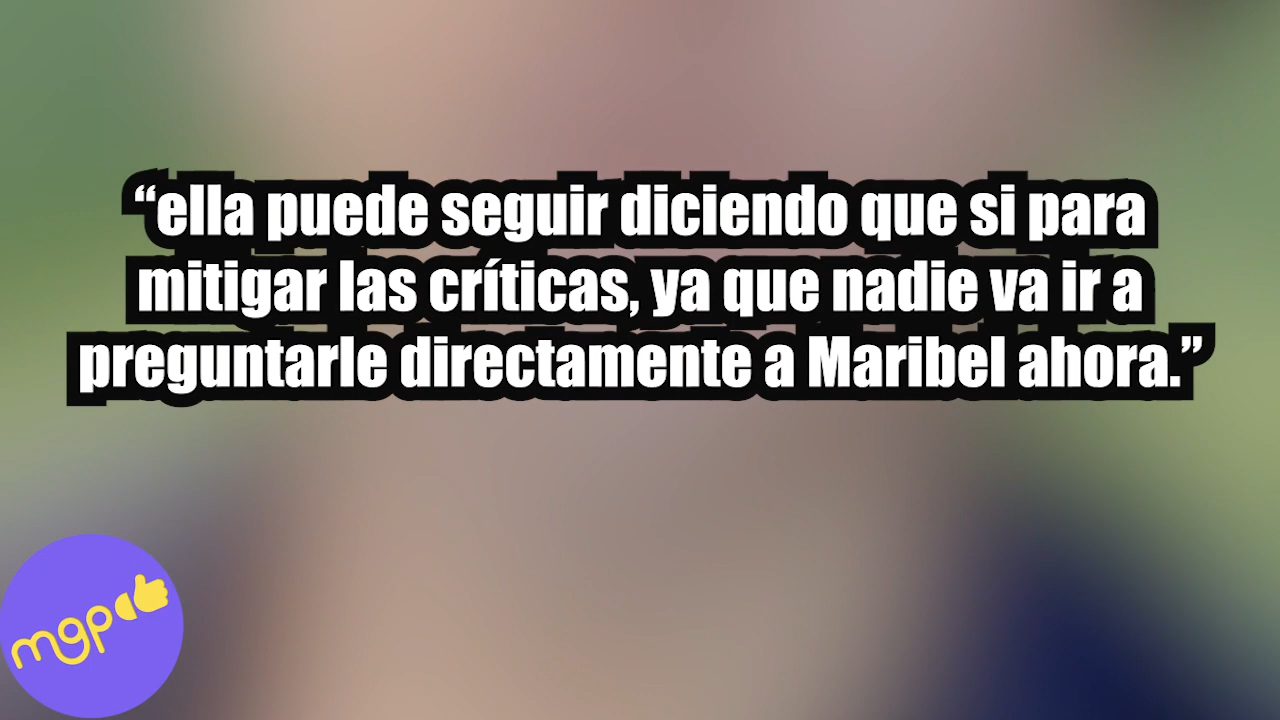 “ella puede seguir diciendo que si para
mitigar las críticas, ya que nadie va ir a
preguntarle directamente a Maribel ahora.”
mgp